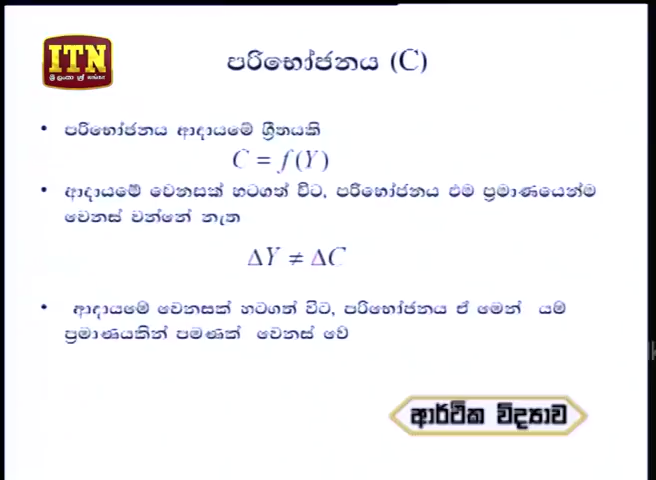 ITN
පරිභෝජනය (C)
• පරිභෝජනය ආදායමේ ශ්‍රිතයකි
C = f(Y)
• ආදායමේ වෙනසක් හටගත් විට, පරිභෝජනය එම ප්‍රමාණයෙන්ම
වෙනස් වන්නේ නැත
ΔY ≠ ΔC
• ආදායමේ වෙනසක් හටගත් විට, පරිභෝජනය ඒ මෙන් යම්
ප්‍රමාණයකින් පමණක් වෙනස් වේ
ආර්ථික විද්‍යාව